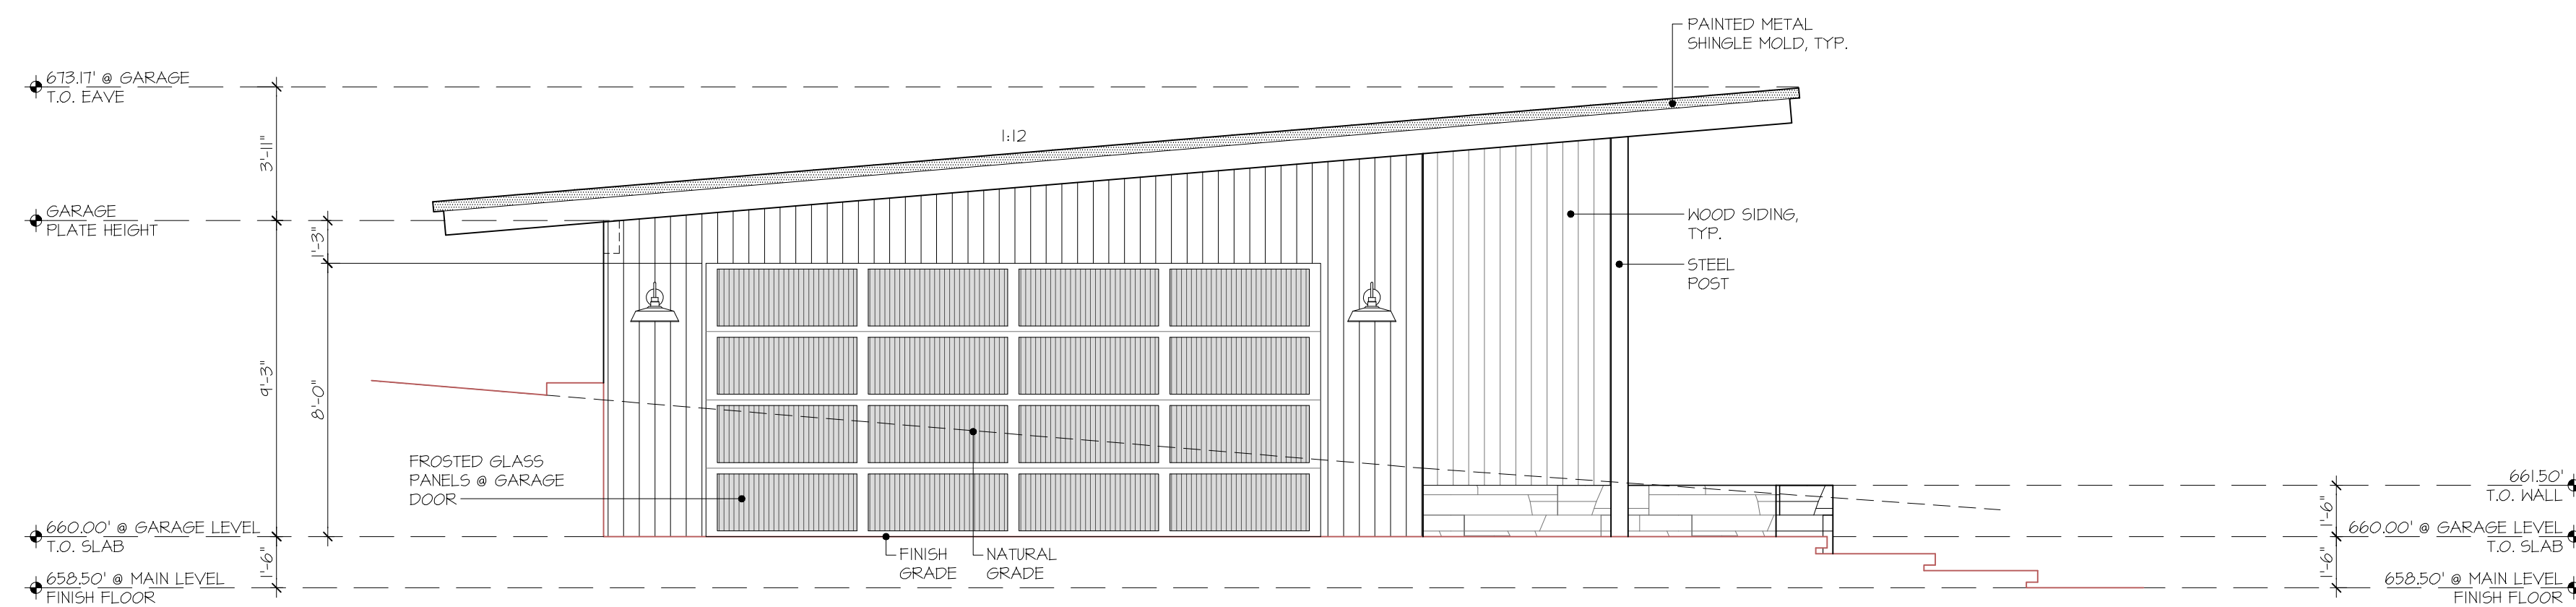 PAINTED METAL
SHINGLE MOLD, TYP.
673.17' @ GARAGE
T.O. EAVE
1:12
3'-11"
GARAGE
PLATE HEIGHT
1'-3"
WOOD SIDING,
TYP.
STEEL
POST
9'-3"
8'-0"
FROSTED GLASS
PANELS @ GARAGE
DOOR
661.50'
T.O. WALL
1'-6"
660.00' @ GARAGE LEVEL
T.O. SLAB
660.00' @ GARAGE LEVEL
T.O. SLAB
FINISH
GRADE
NATURAL
GRADE
1'-6"
1'-6"
658.50' @ MAIN LEVEL
FINISH FLOOR
658.50' @ MAIN LEVEL
FINISH FLOOR